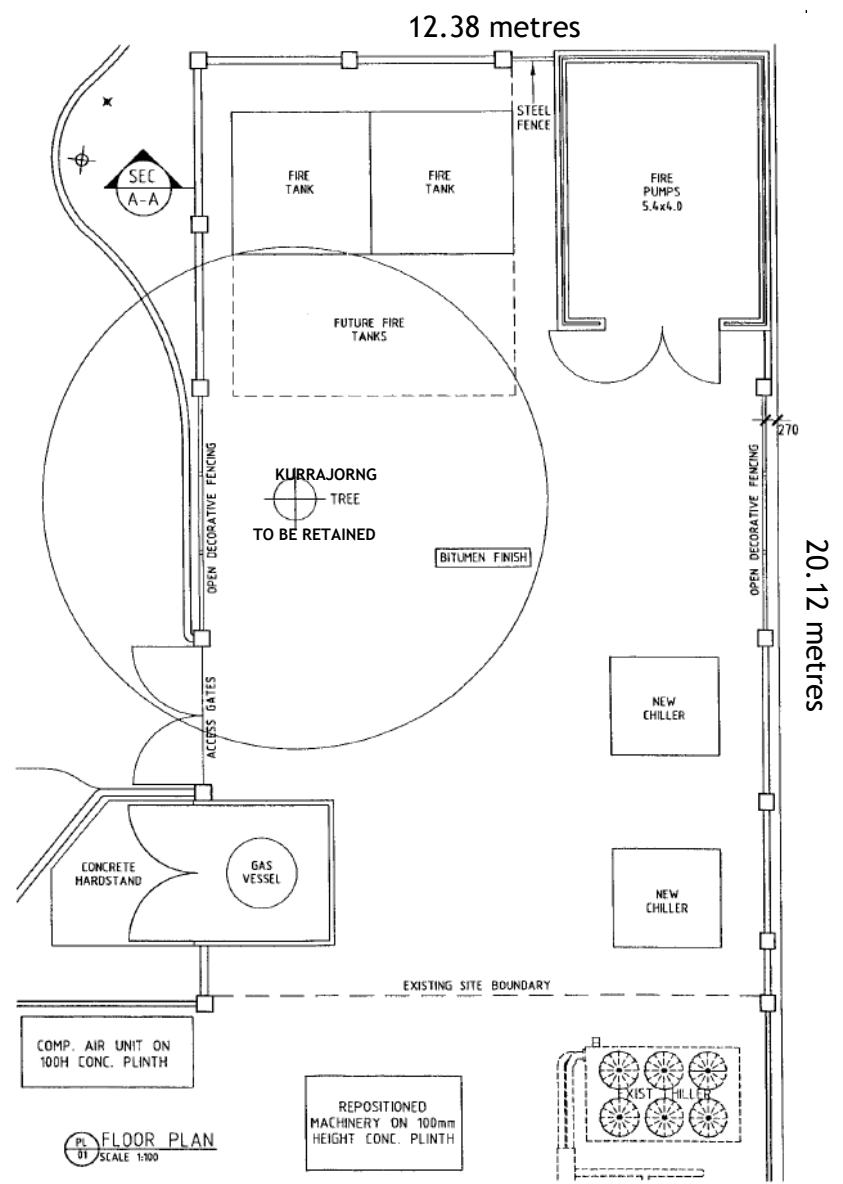 12.38 metres
STEEL
FENCE
SEC
A-A
FIRE
TANK
FIRE
TANK
FIRE
PUMPS
5.4x4.0
FUTURE FIRE
TANKS
270
OPEN DECORATIVE FENCING
KURRAJORNG
TREE
TO BE RETAINED
OPEN DECORATIVE FENCING
BITUMEN FINISH
20.12 metres
ACCESS GATES
NEW
CHILLER
CONCRETE
HARDSTAND
GAS
VESSEL
NEW
CHILLER
EXISTING SITE BOUNDARY
COMP. AIR UNIT ON
100H CONC. PLINTH
EXIST CHILLER
REPOSITIONED
MACHINERY ON 100mm
HEIGHT CONC. PLINTH
PL
01
FLOOR PLAN
SCALE 1:100